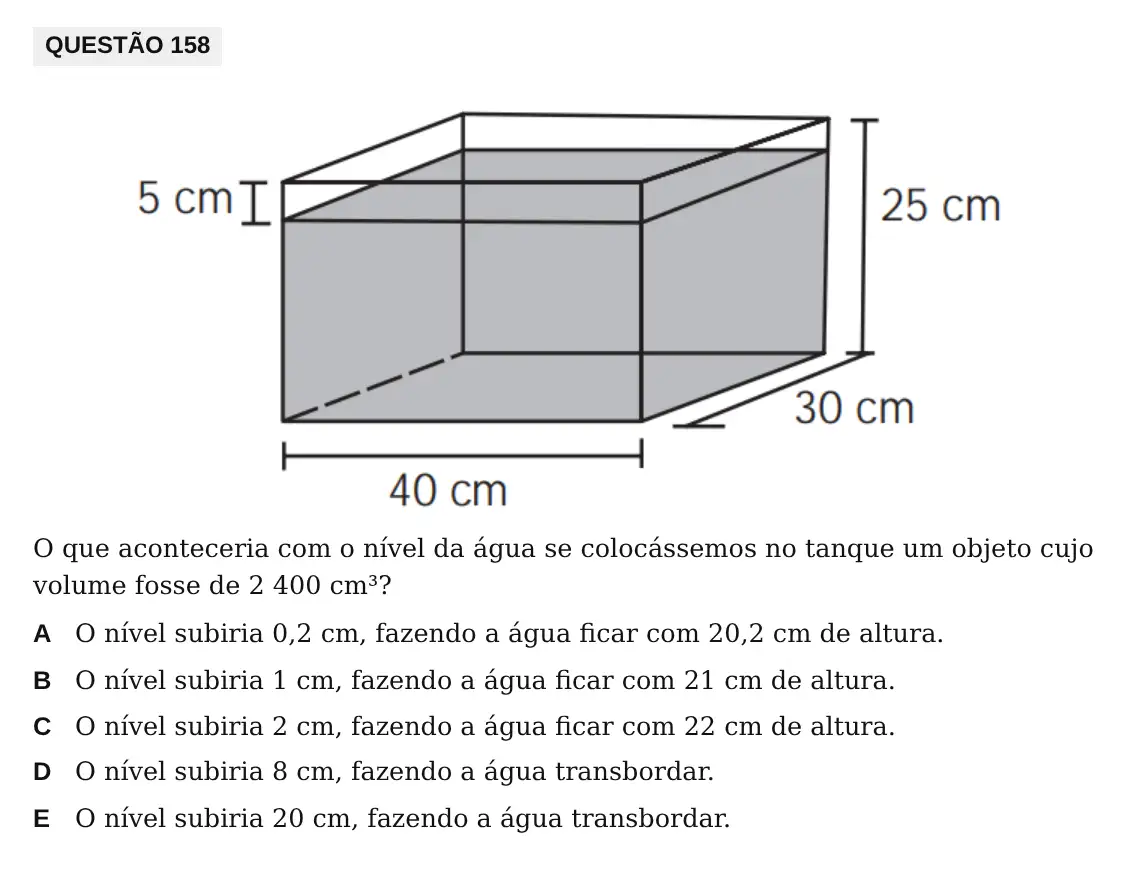 QUESTÃO 158
5 cm
25 cm
30 cm
40 cm
O que aconteceria com o nível da água se colocássemos no tanque um objeto cujo
volume fosse de 2 400 cm³?
A O nível subiria 0,2 cm, fazendo a água ficar com 20,2 cm de altura.
B O nível subiria 1 cm, fazendo a água ficar com 21 cm de altura.
C O nível subiria 2 cm, fazendo a água ficar com 22 cm de altura.
D O nível subiria 8 cm, fazendo a água transbordar.
E O nível subiria 20 cm, fazendo a água transbordar.